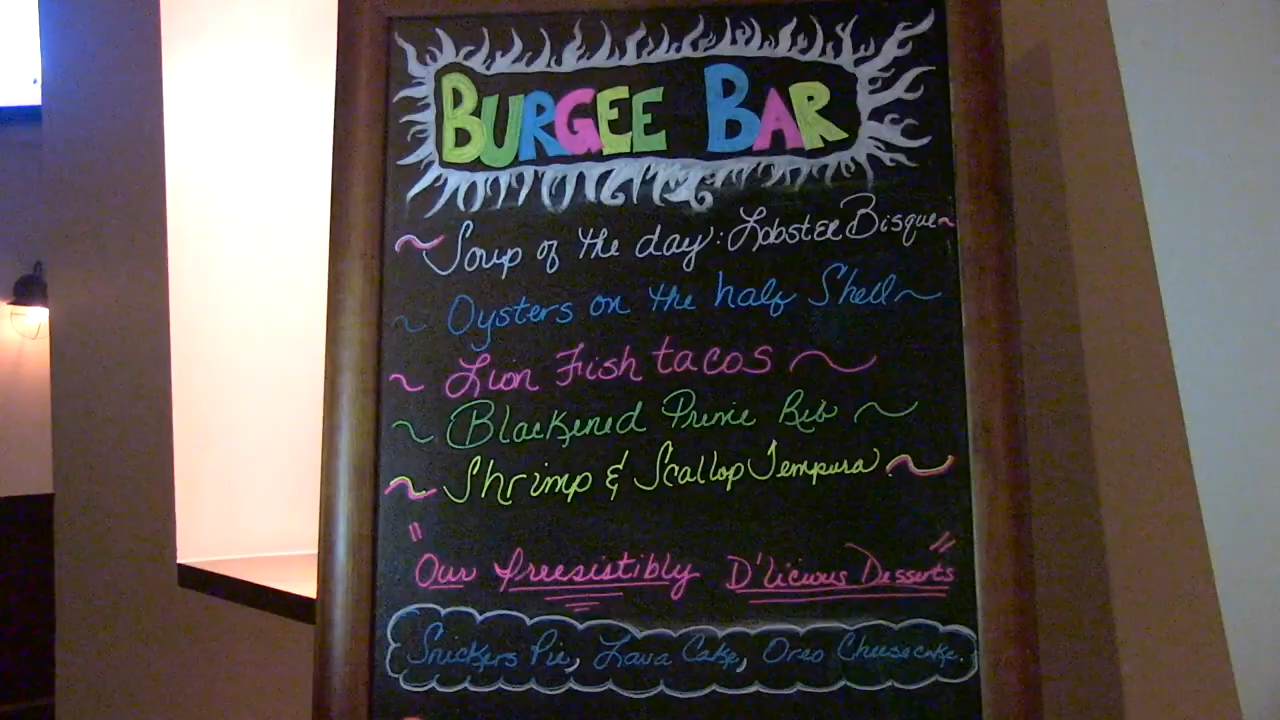 BURGEE BAR
~ Soup of the day: Lobster Bisque ~
~ Oysters on the half Shell ~
~ Lion Fish tacos ~
~ Blackened Prime Rib ~
~ Shrimp & Scallop Tempura ~
"Our Irresistibly D'licious Desserts"
Snickers Pie, Lava Cake, Oreo Cheesecake.